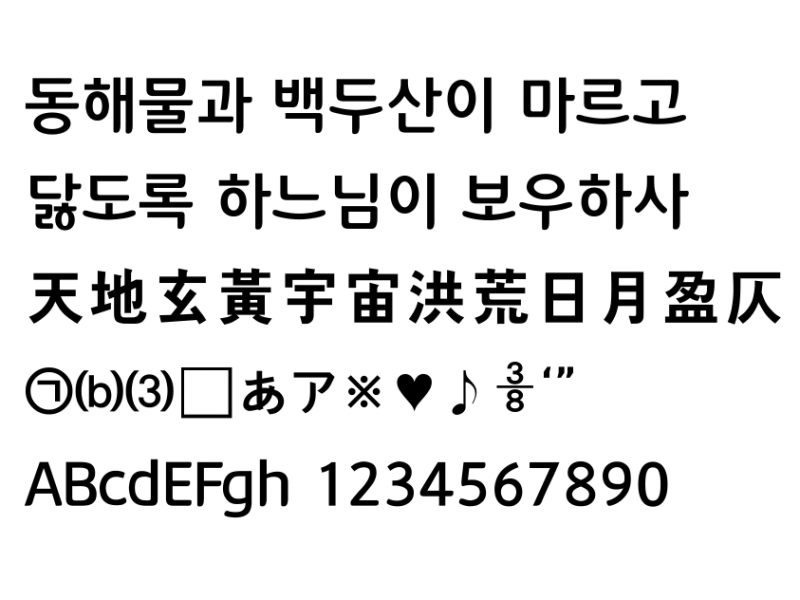 동해물과 백두산이 마르고
닳도록 하느님이 보우하사
天地玄黃宇宙洪荒日月盈仄
㉠⒝⑶□あア※♥♪⅜‘”
ABcdEFgh 1234567890